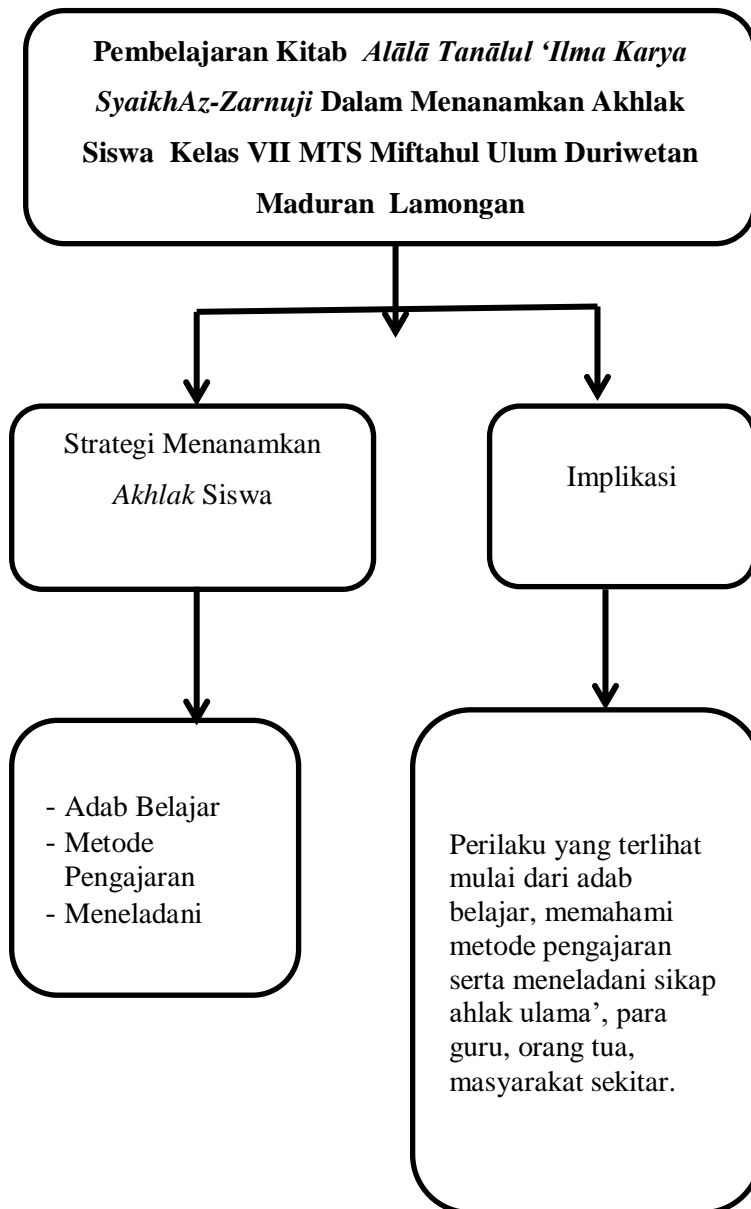 Pembelajaran Kitab Alālā Tanālul ‘Ilma Karya
SyaikhAz-Zarnuji Dalam Menanamkan Akhlak
Siswa Kelas VII MTS Miftahul Ulum Duriwetan
Maduran Lamongan
Strategi Menanamkan
Akhlak Siswa
Implikasi
- Adab Belajar
- Metode
Pengajaran
- Meneladani
Perilaku yang terlihat
mulai dari adab
belajar, memahami
metode pengajaran
serta meneladani sikap
ahlak ulama’, para
guru, orang tua,
masyarakat sekitar.